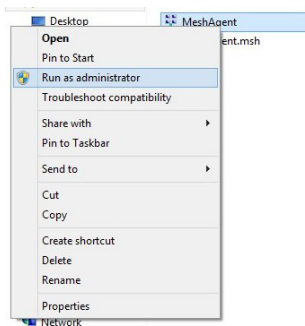 Desktop
MeshAgent
Open
ent.msh
Pin to Start
Run as administrator
Troubleshoot compatibility
Share with
Pin to Taskbar
Send to
Cut
Copy
Create shortcut
Delete
Rename
Properties
Network